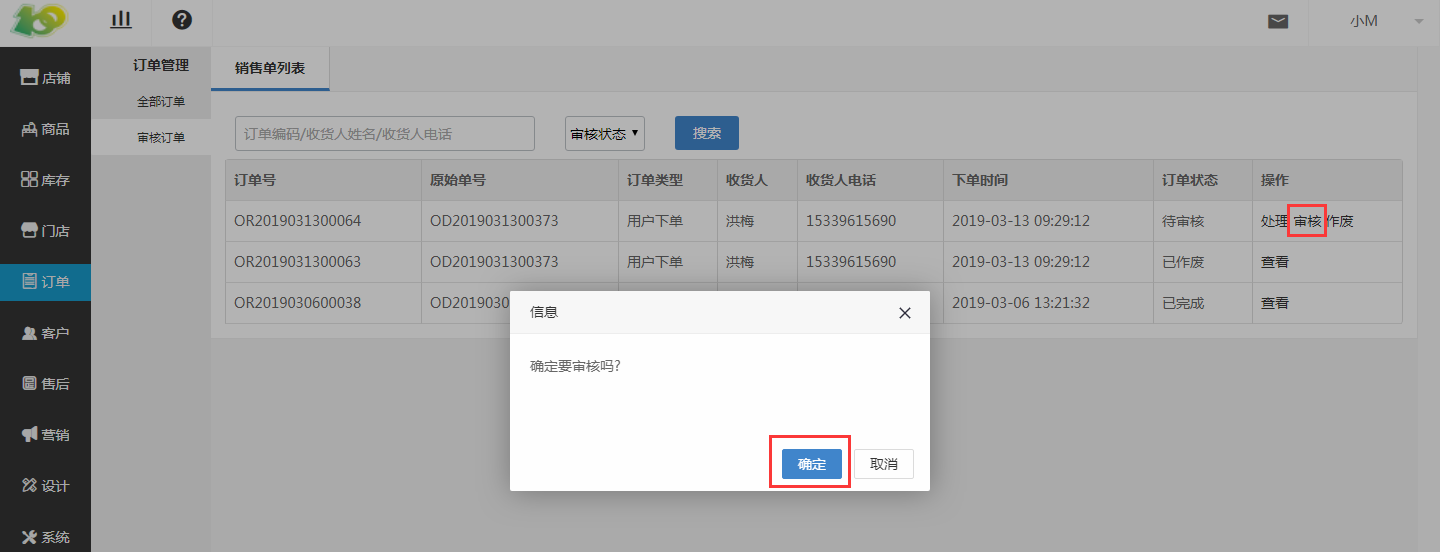 小M
店铺
商品
库存
门店
订单
客户
售后
营销
设计
系统
订单管理
全部订单
审核订单
销售单列表
订单编码/收货人姓名/收货人电话 审核状态 搜索
订单号 原始单号 订单类型 收货人 收货人电话 下单时间 订单状态 操作
OR2019031300064 OD2019031300373 用户下单 洪梅 15339615690 2019-03-13 09:29:12 待审核 处理 审核 作废
OR2019031300063 OD2019031300373 用户下单 洪梅 15339615690 2019-03-13 09:29:12 已作废 查看
OR2019030600038 OD2019030 2019-03-06 13:21:32 已完成 查看
信息
确定要审核吗?
确定 取消